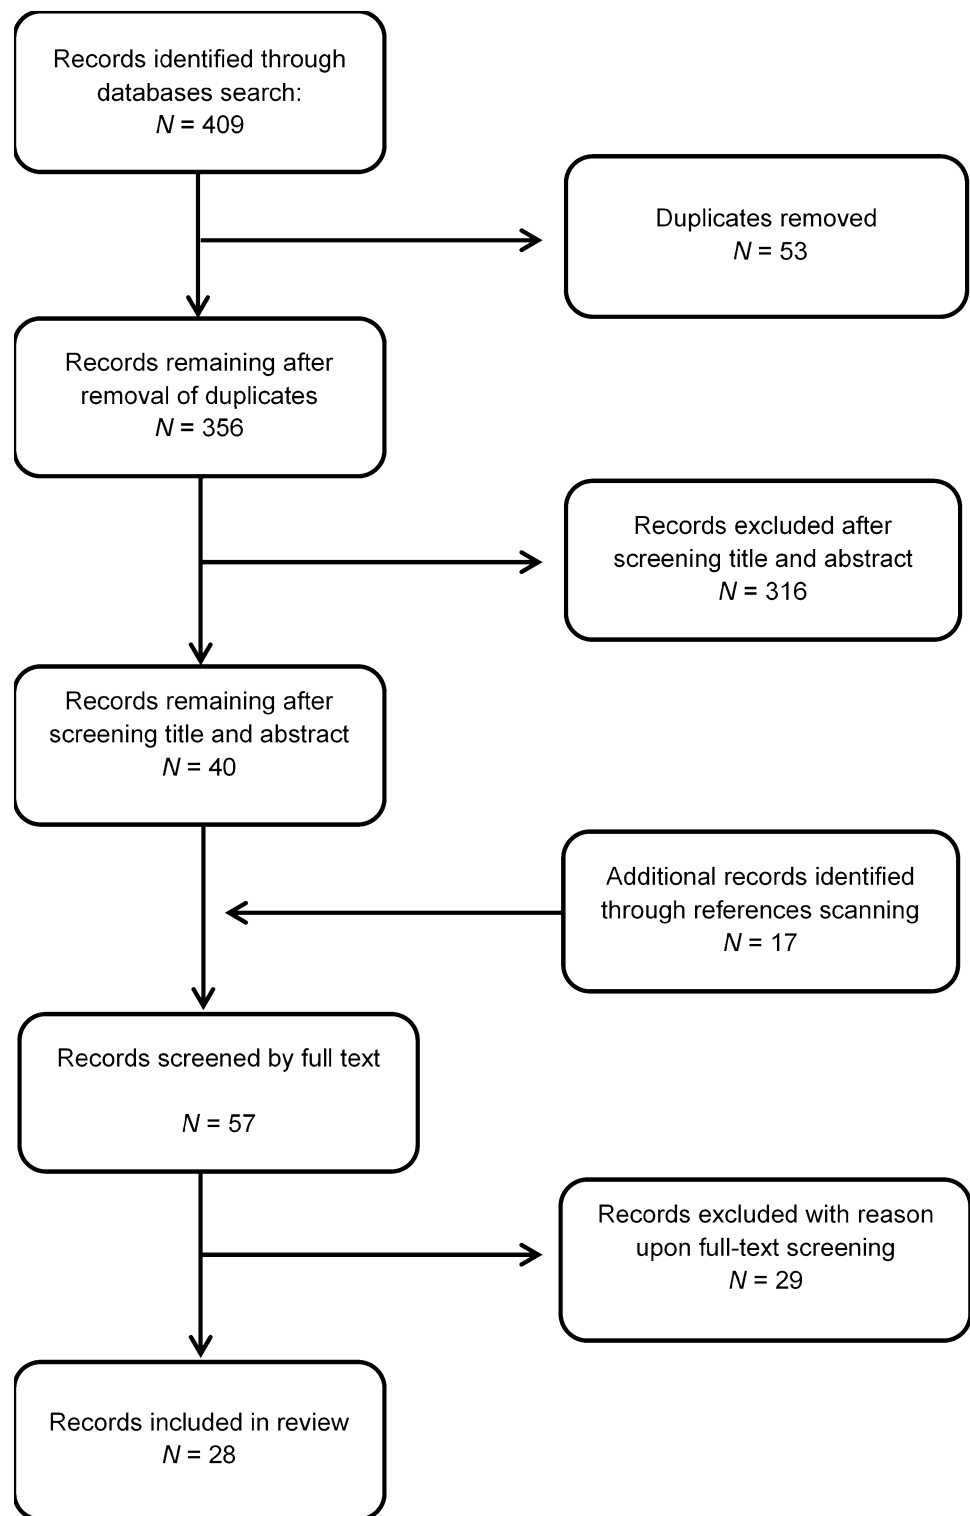 Records identified through
databases search:
N = 409
Duplicates removed
N = 53
Records remaining after
removal of duplicates
N = 356
Records excluded after
screening title and abstract
N = 316
Records remaining after
screening title and abstract
N = 40
Additional records identified
through references scanning
N = 17
Records screened by full text
N = 57
Records excluded with reason
upon full-text screening
N = 29
Records included in review
N = 28